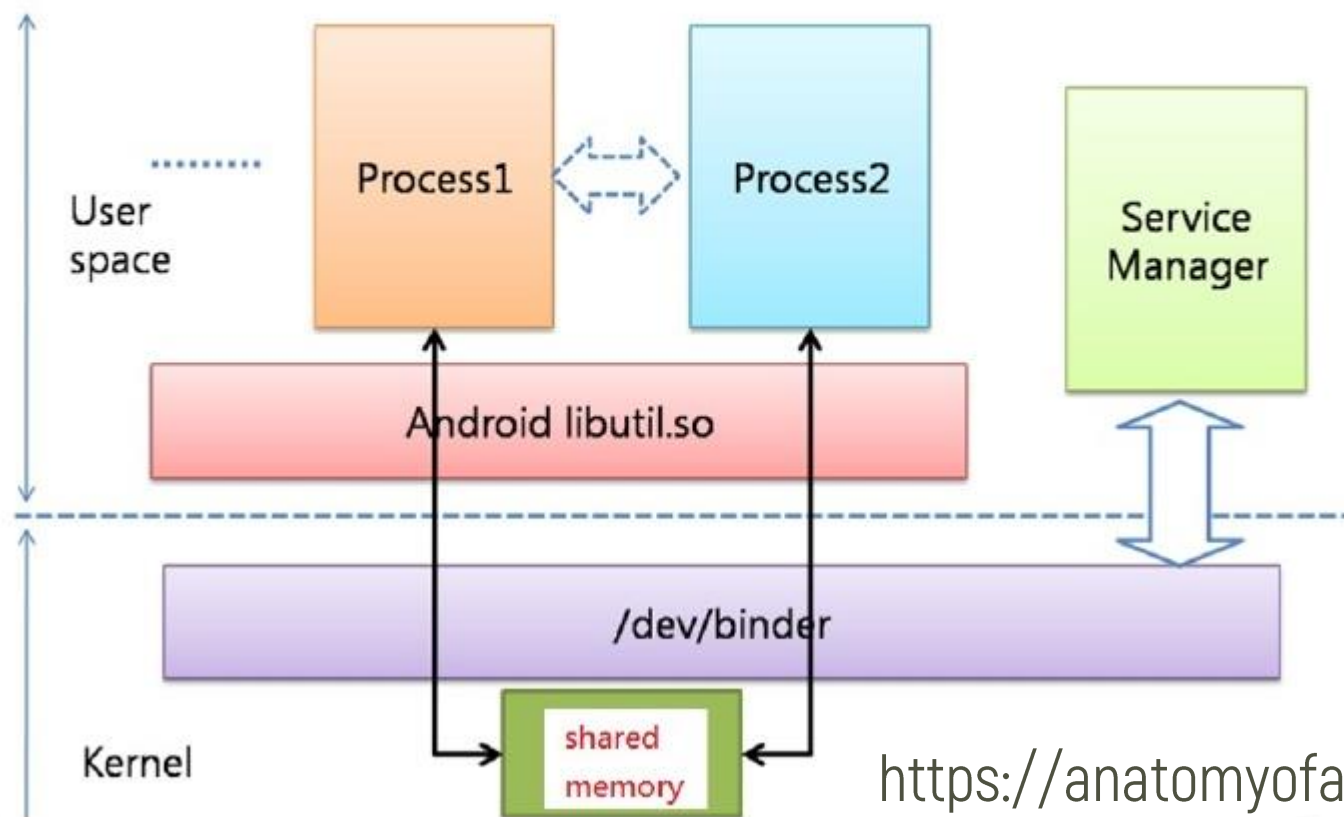 Process1
Process2
Service
Manager
User
space
Android libutil.so
/dev/binder
shared
memory
Kernel
https://anatomyofa